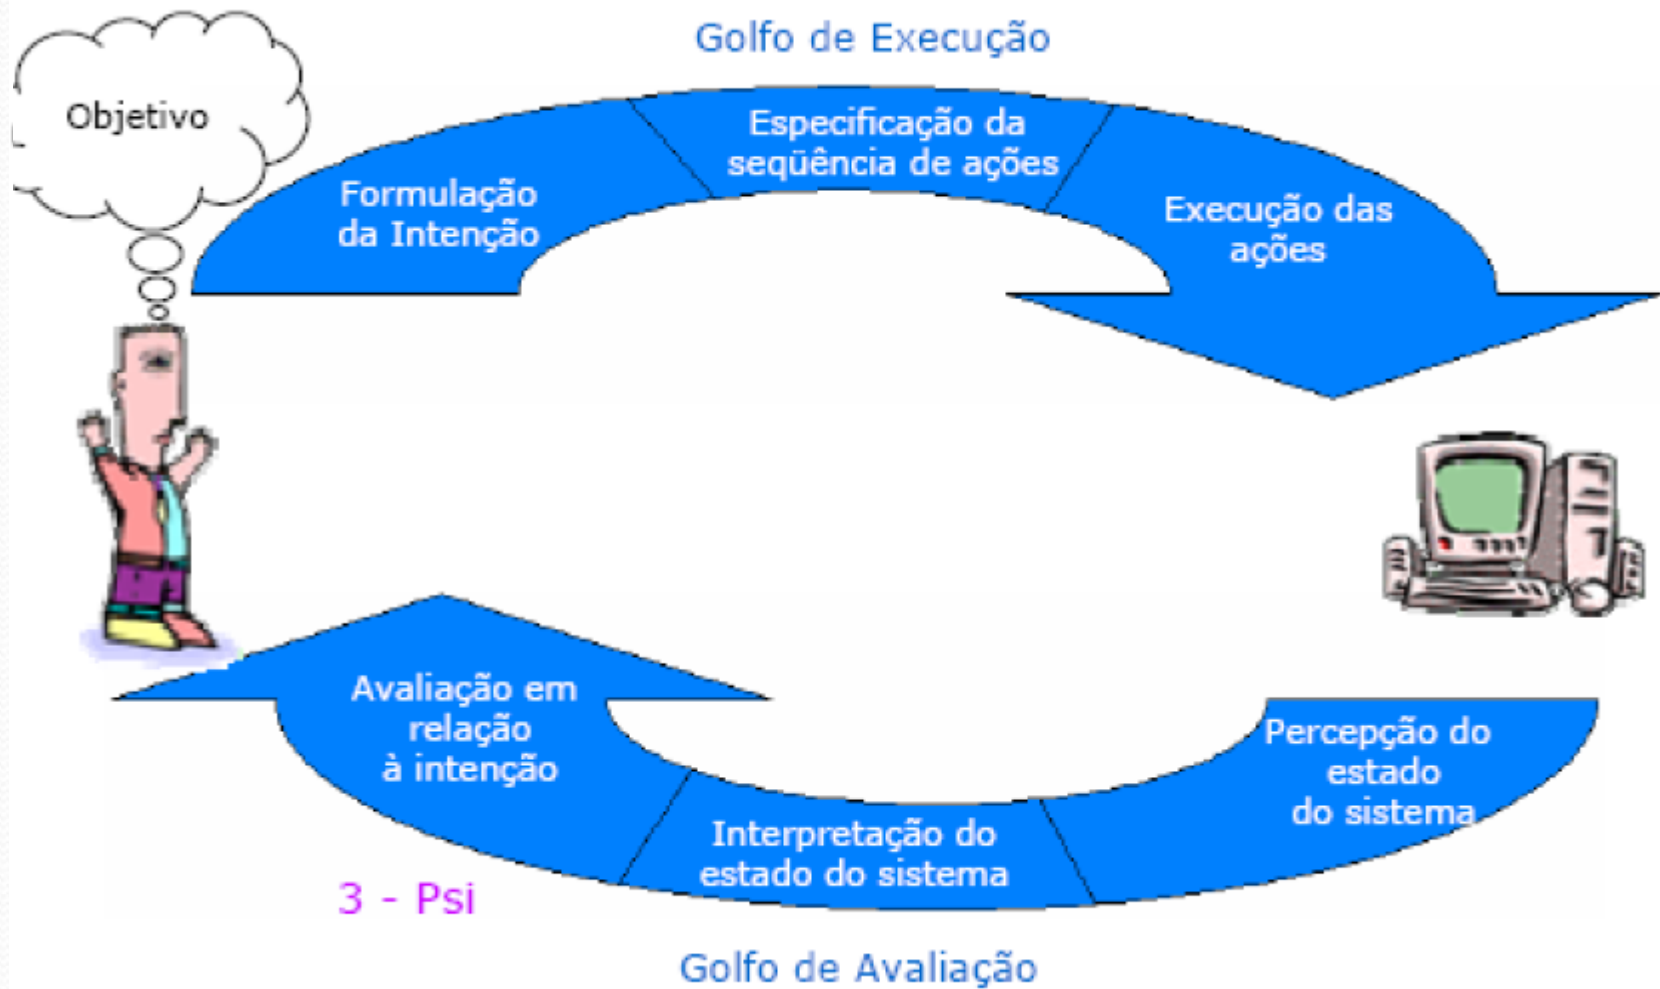 Golfo de Execução
Objetivo
Formulação
da Intenção
Especificação da
seqüência de ações
Execução das
ações
Percepção do
estado
do sistema
Interpretação do
estado do sistema
Avaliação em
relação
à intenção
3 - Psi
Golfo de Avaliação